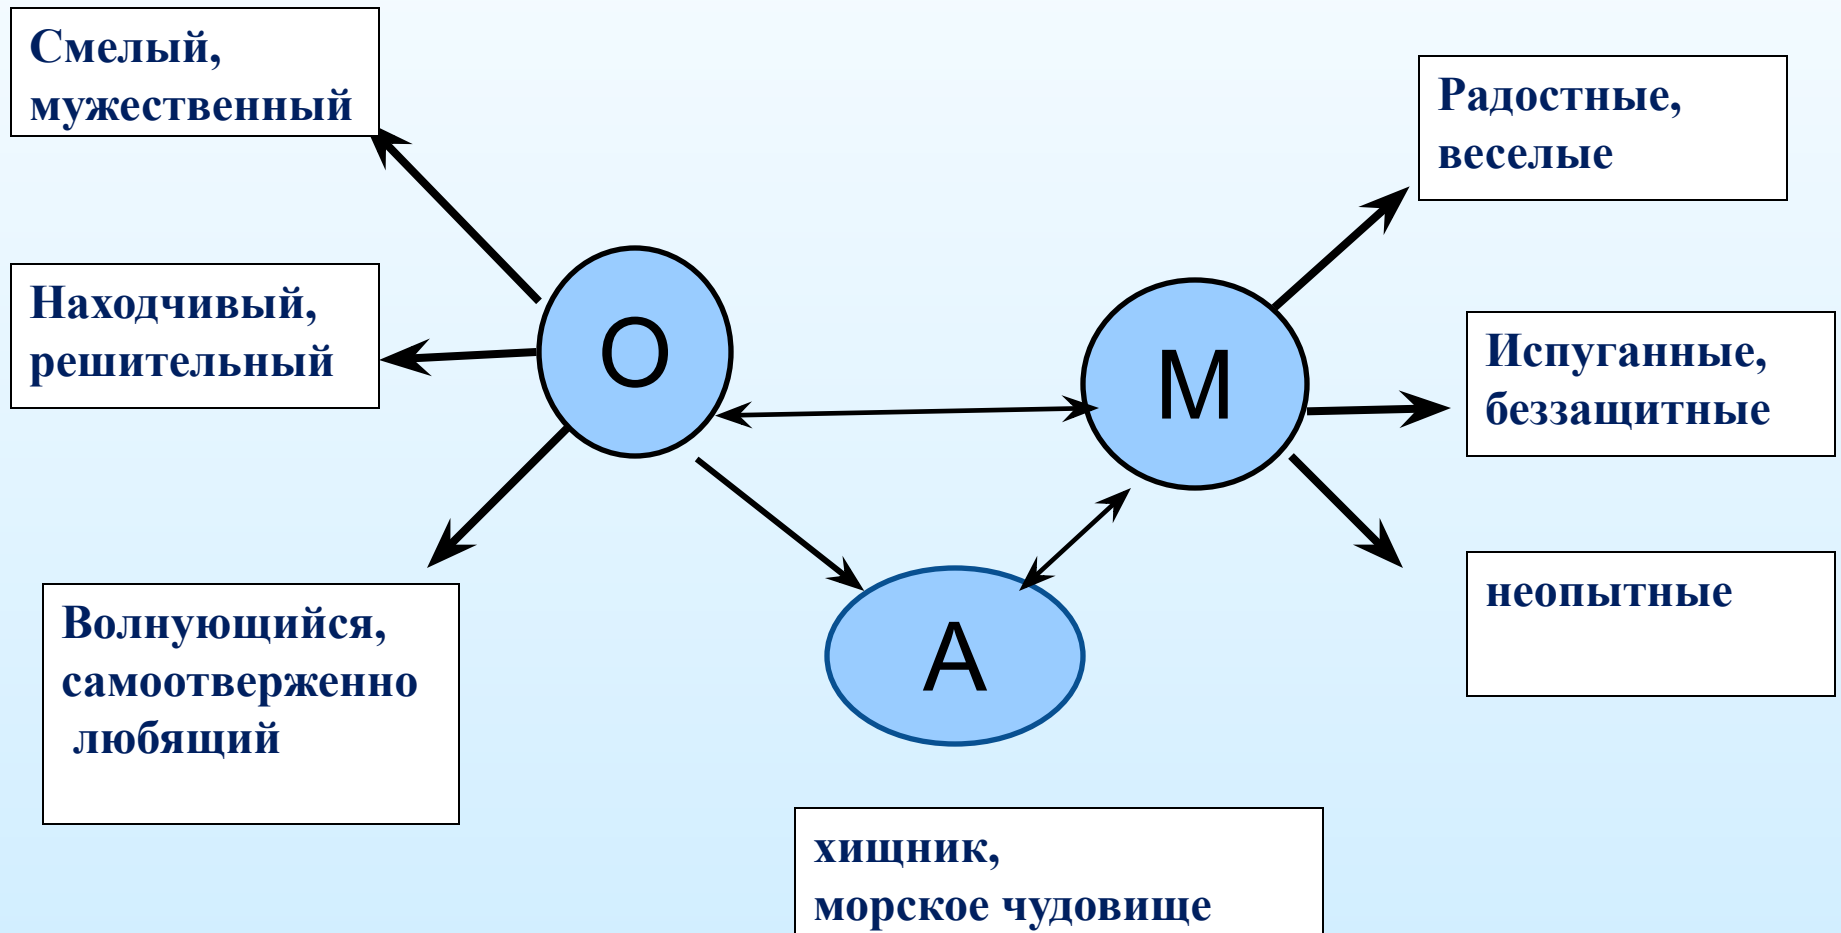 Смелый,
мужественный
Находчивый,
решительный
Волнующийся,
самоотверженно
любящий
О
М
А
Радостные,
веселые
Испуганные,
беззащитные
неопытные
хищник,
морское чудовище